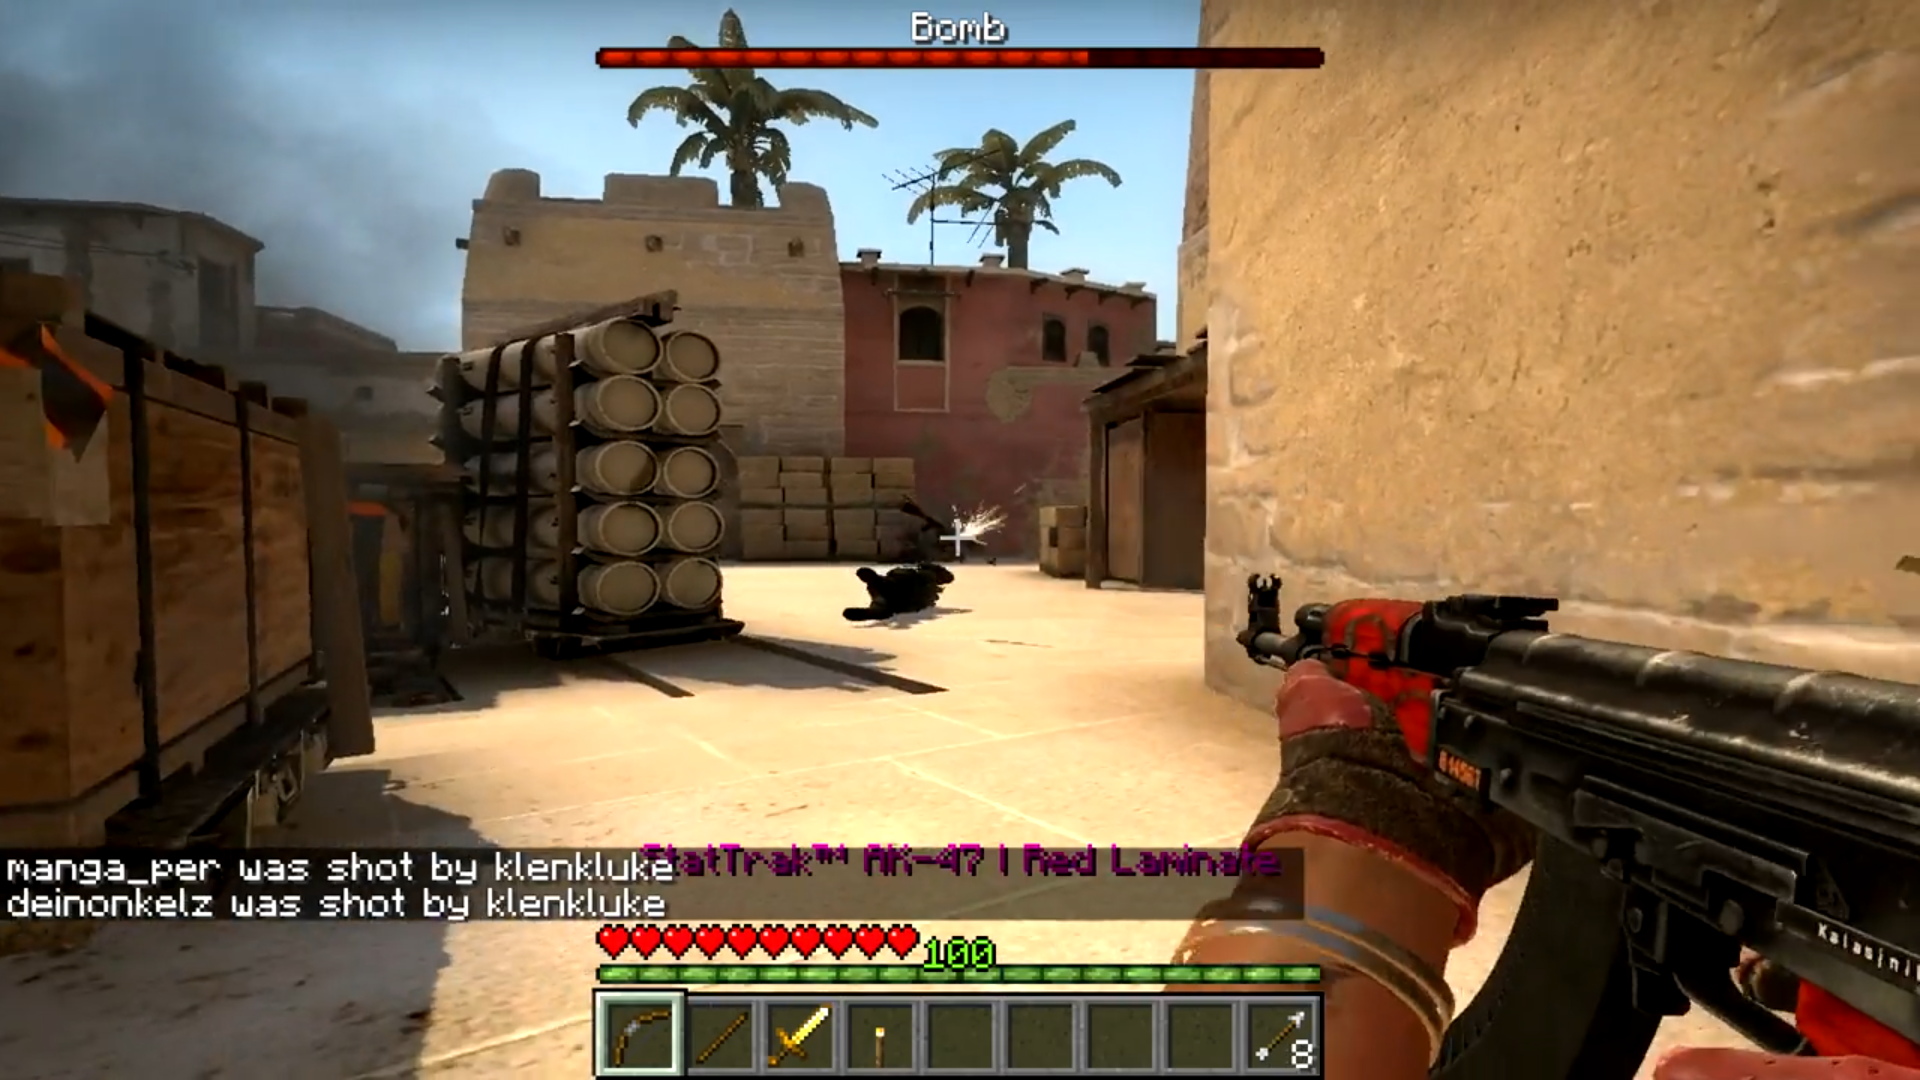 Bomb
StatTrak™ AK-47 | Red Laminate
manga_per was shot by klenkluke
deinonkelz was shot by klenkluke
100
8